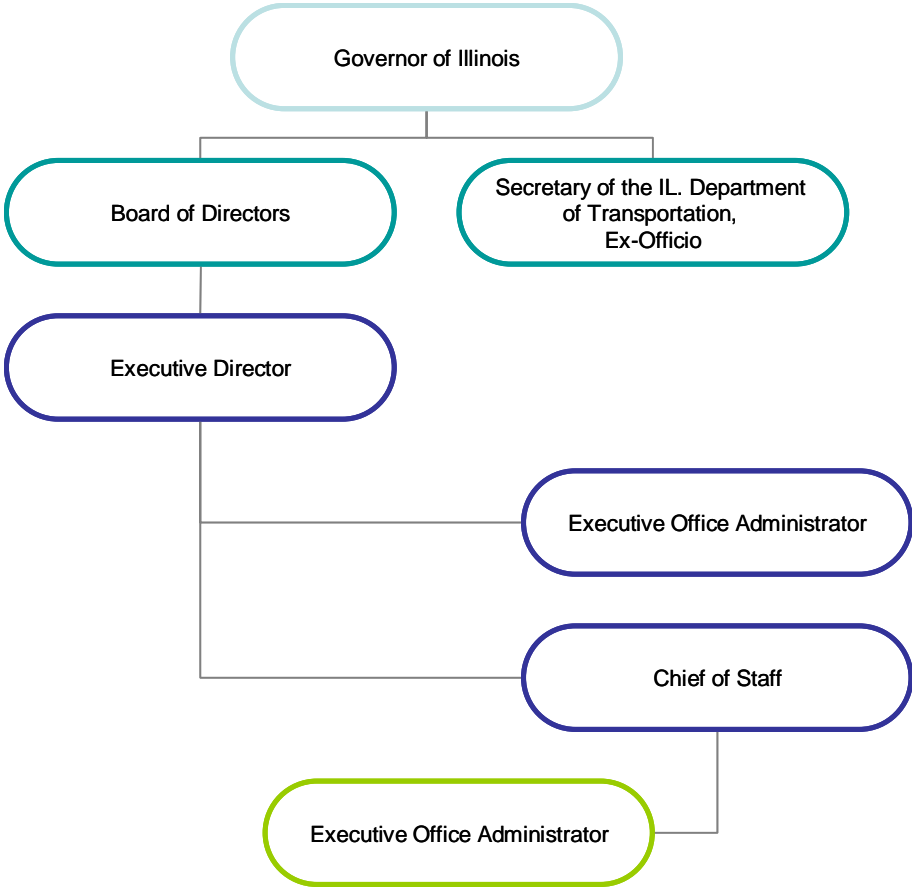 Governor of Illinois
Board of Directors
Secretary of the IL. Department
of Transportation,
Ex-Officio
Executive Director
Executive Office Administrator
Chief of Staff
Executive Office Administrator